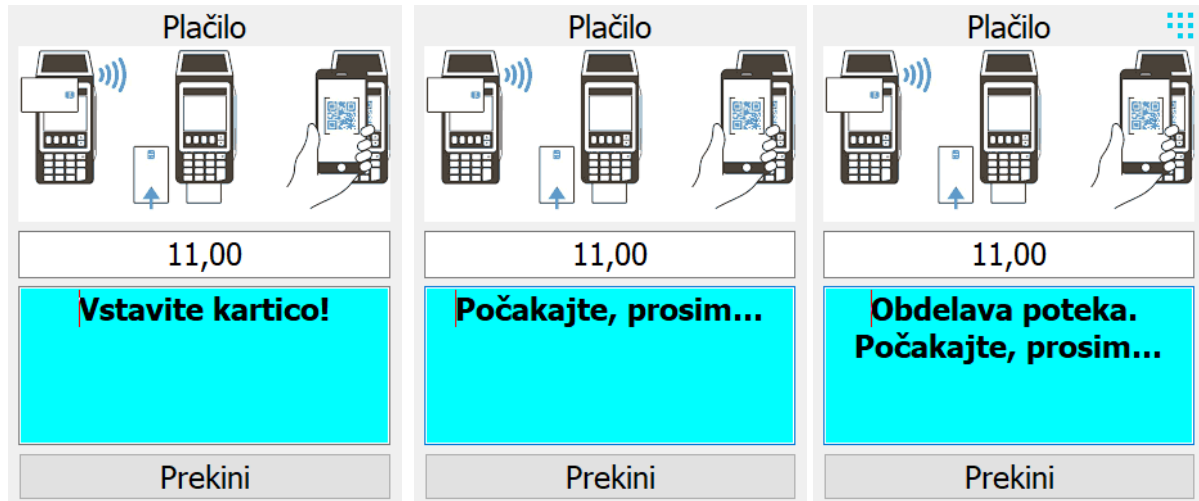 Plačilo
11,00
Vstavite kartico!
Prekini
Plačilo
11,00
Počakajte, prosim...
Prekini
Plačilo
11,00
Obdelava poteka.
Počakajte, prosim...
Prekini